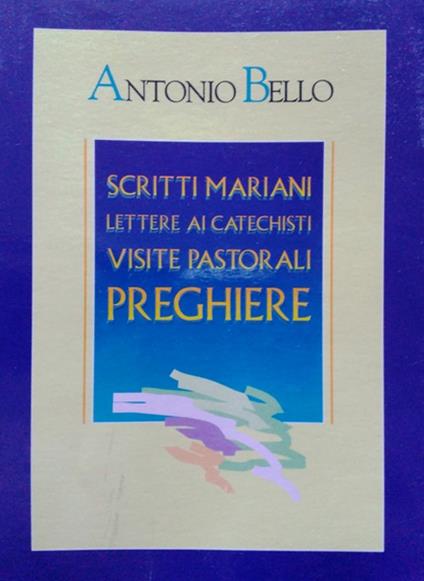 ANTONIO BELLO
SCRITTI MARIANI
LETTERE AI CATECHISTI
VISITE PASTORALI
PREGHIERE